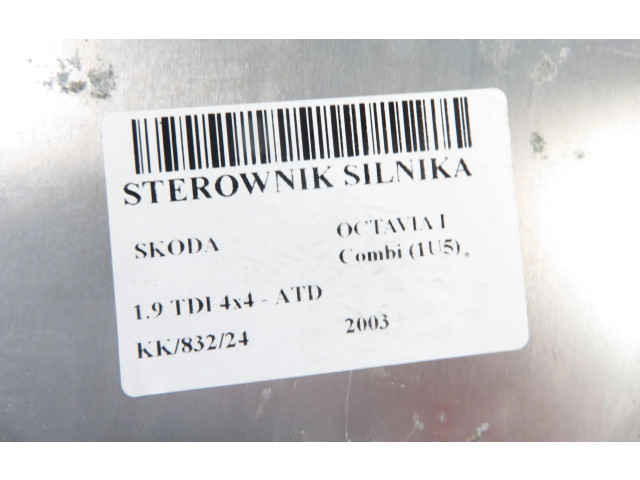 STEROWNIK SILNIKA
SKODA
OCTAVIA I
Combi (1U5)
1.9 TDI 4x4 - ATD
KK/832/24
2003